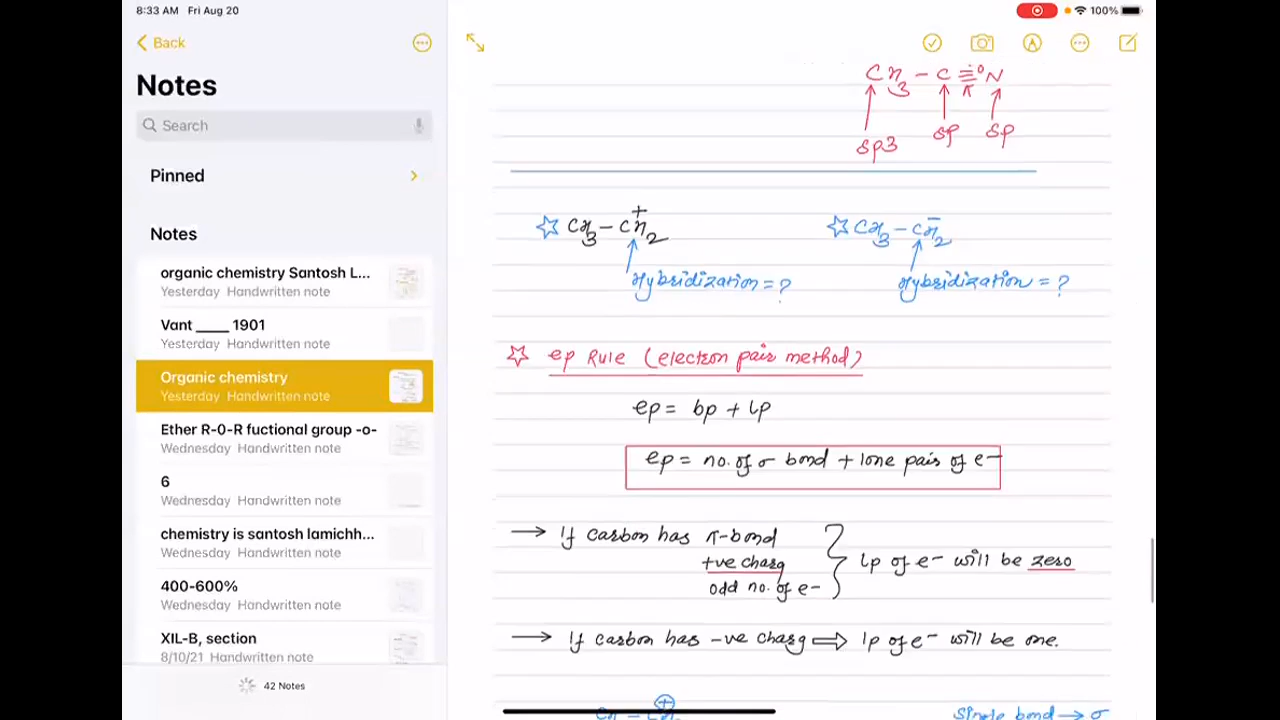 8:33 AM Fri Aug 20
100%
Back
Notes
Search
Pinned
Notes
organic chemistry Santosh L...
Yesterday Handwritten note
Vant ____ 1901
Yesterday Handwritten note
Organic chemistry
Yesterday Handwritten note
Ether R-0-R fuctional group -o-
Wednesday Handwritten note
6
Wednesday Handwritten note
chemistry is santosh lamichh...
Wednesday Handwritten note
400-600%
Wednesday Handwritten note
XIL-B, section
8/10/21 Handwritten note
42 Notes
CH3 – C ≡ N
π
sp3 sp sp
☆ CH3 – CH2+ ☆ CH3 – CH2–
Hybridization = ? Hybridization = ?
☆ ep Rule (electron pair method)
ep = bp + lp
ep = no. of σ bond + lone pair of e–
→ If carbon has π-bond
+ve charg
odd no. of e–
} lp of e– will be zero
→ If carbon has -ve charg ⇒ lp of e– will be one.
single bond → σ